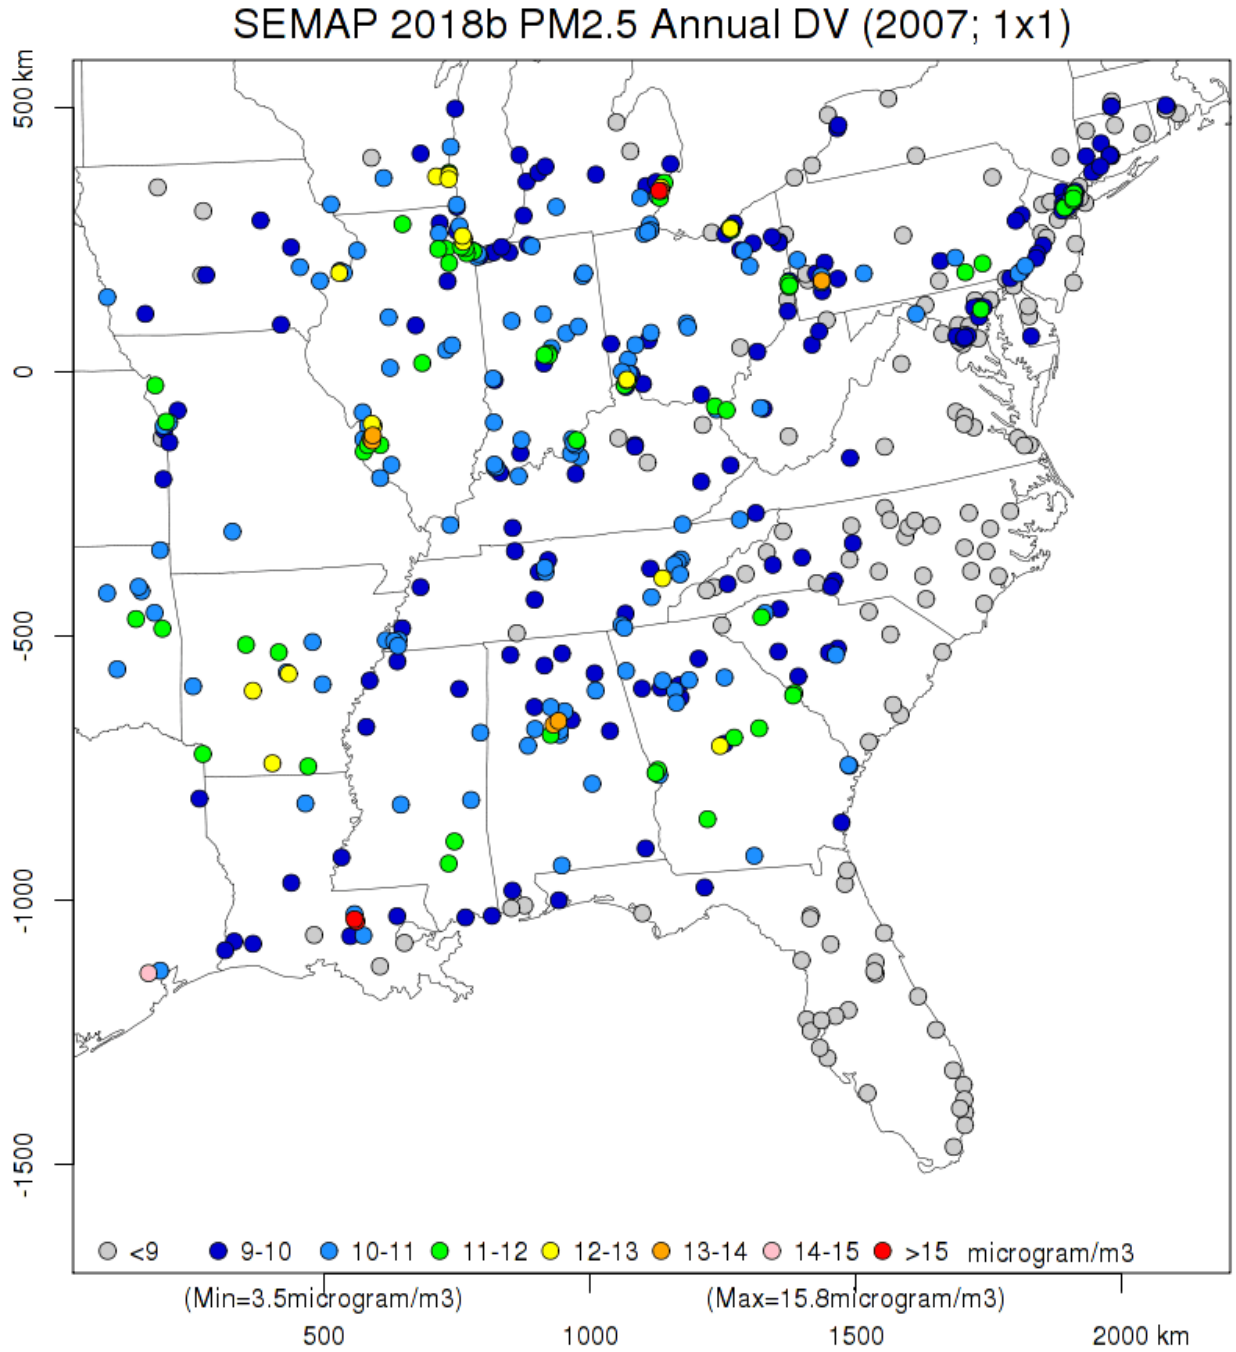 SEMAP 2018b PM2.5 Annual DV (2007; 1x1)
500 km
0
-500
-1000
-1500
<9 9-10 10-11 11-12 12-13 13-14 14-15 >15 microgram/m3
(Min=3.5microgram/m3) (Max=15.8microgram/m3)
500 1000 1500 2000 km